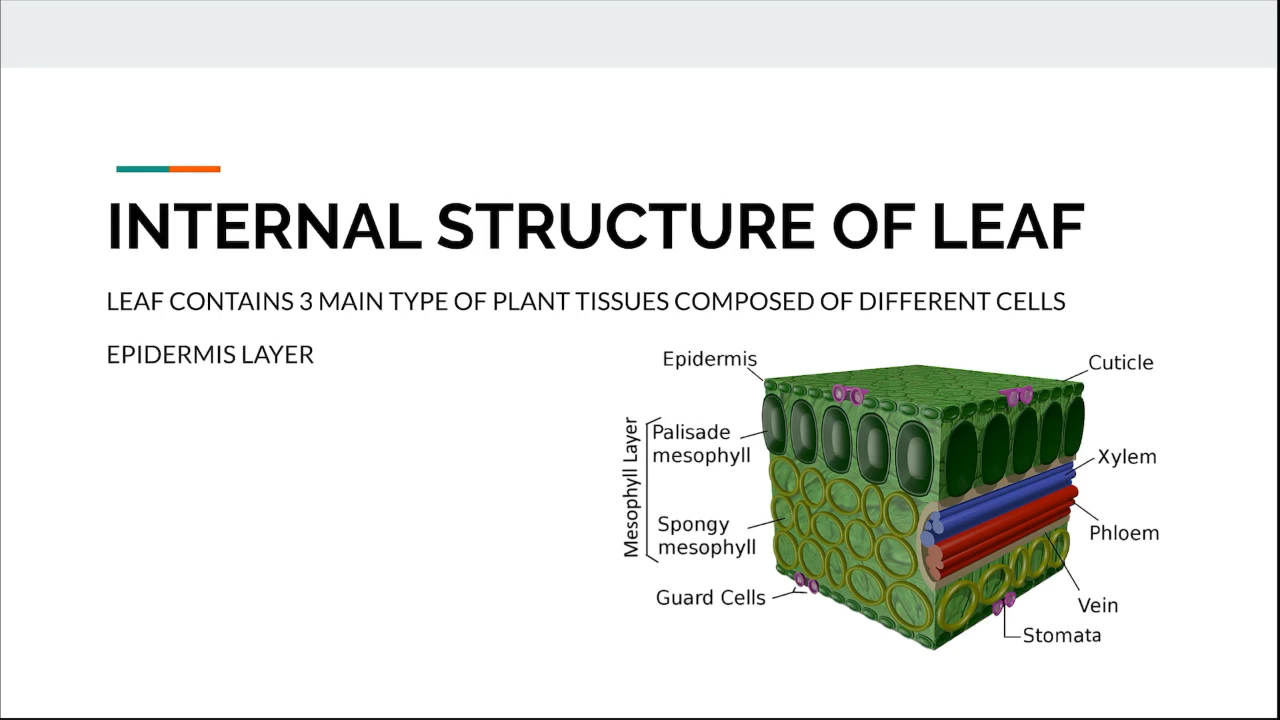 INTERNAL STRUCTURE OF LEAF
LEAF CONTAINS 3 MAIN TYPE OF PLANT TISSUES COMPOSED OF DIFFERENT CELLS
EPIDERMIS LAYER
Epidermis
Cuticle
Mesophyll Layer
Palisade
mesophyll
Xylem
Spongy
mesophyll
Phloem
Guard Cells
Vein
Stomata